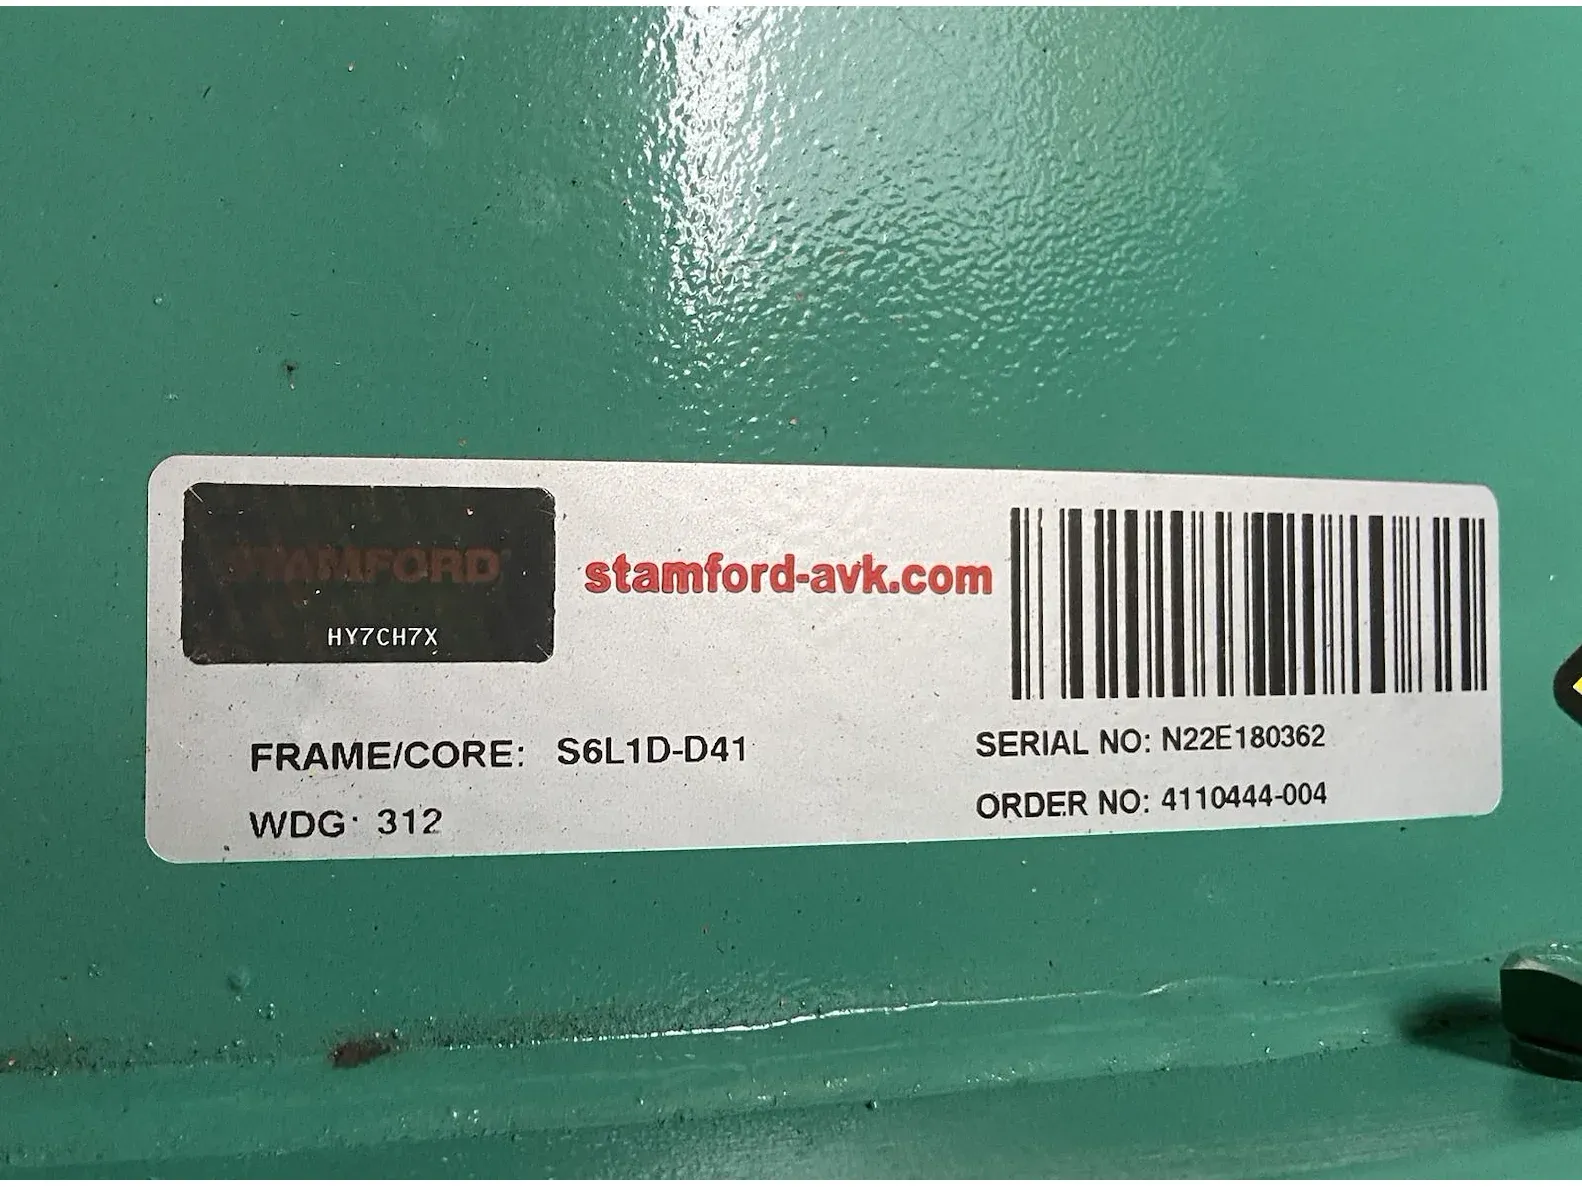 STAMFORD
HY7CH7X
stamford-avk.com
FRAME/CORE: S6L1D-D41
WDG: 312
SERIAL NO: N22E180362
ORDER NO: 4110444-004